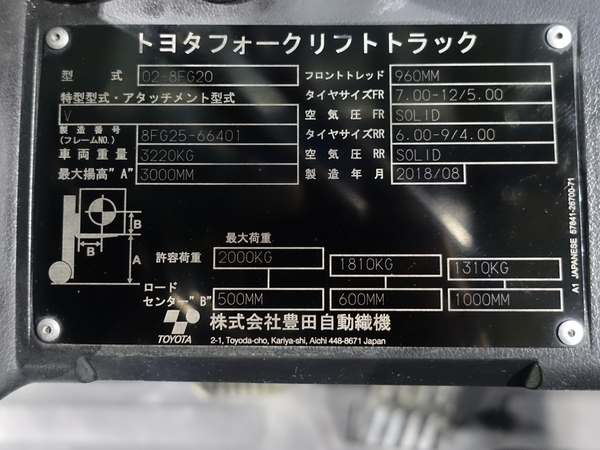 トヨタフォークリフトトラック
型式 02-8FG20 フロントトレッド 960MM
特型型式・アタッチメント型式 タイヤサイズFR 7.00-12/5.00
V 空気圧FR SOLID
製造番号(フレームNO.) 8FG25-66401 タイヤサイズRR 6.00-9/4.00
車両重量 3220KG 空気圧RR SOLID
最大揚高"A" 3000MM 製造年月 2018/08
B
B
A
最大荷重
許容荷重 2000KG 1810KG 1310KG
ロード
センター"B" 500MM 600MM 1000MM
TOYOTA 株式会社豊田自動織機
2-1, Toyoda-cho, Kariya-shi, Aichi 448-8671 Japan
A1 JAPANESE 57841-26700-71